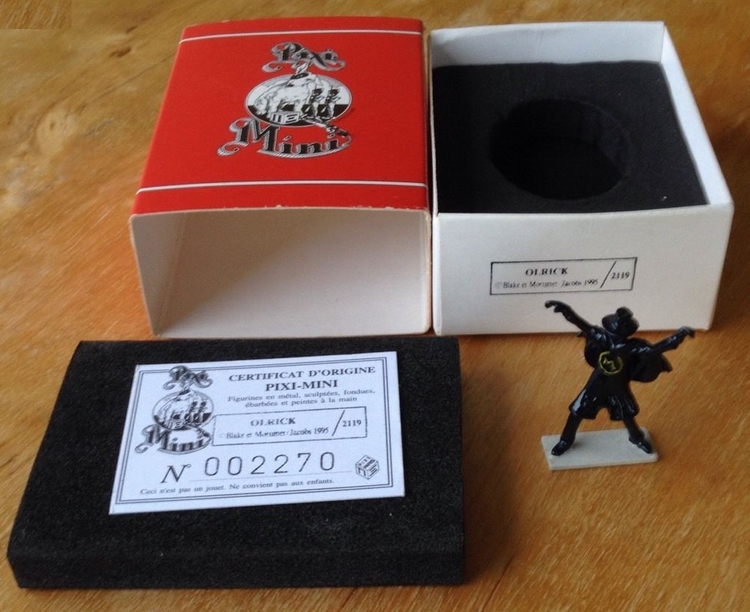 Pixi
Mini
OLRICK
© Blake et Mortimer / Jacobs 1995 / 2119
Pixi
Mini
CERTIFICAT D'ORIGINE
PIXI-MINI
Figurines en métal, sculptées, fondues,
ébarbées et peintes à la main
OLRICK
© Blake et Mortimer / Jacobs 1995 / 2119
N° 002270
Ceci n'est pas un jouet. Ne convient pas aux enfants.
M